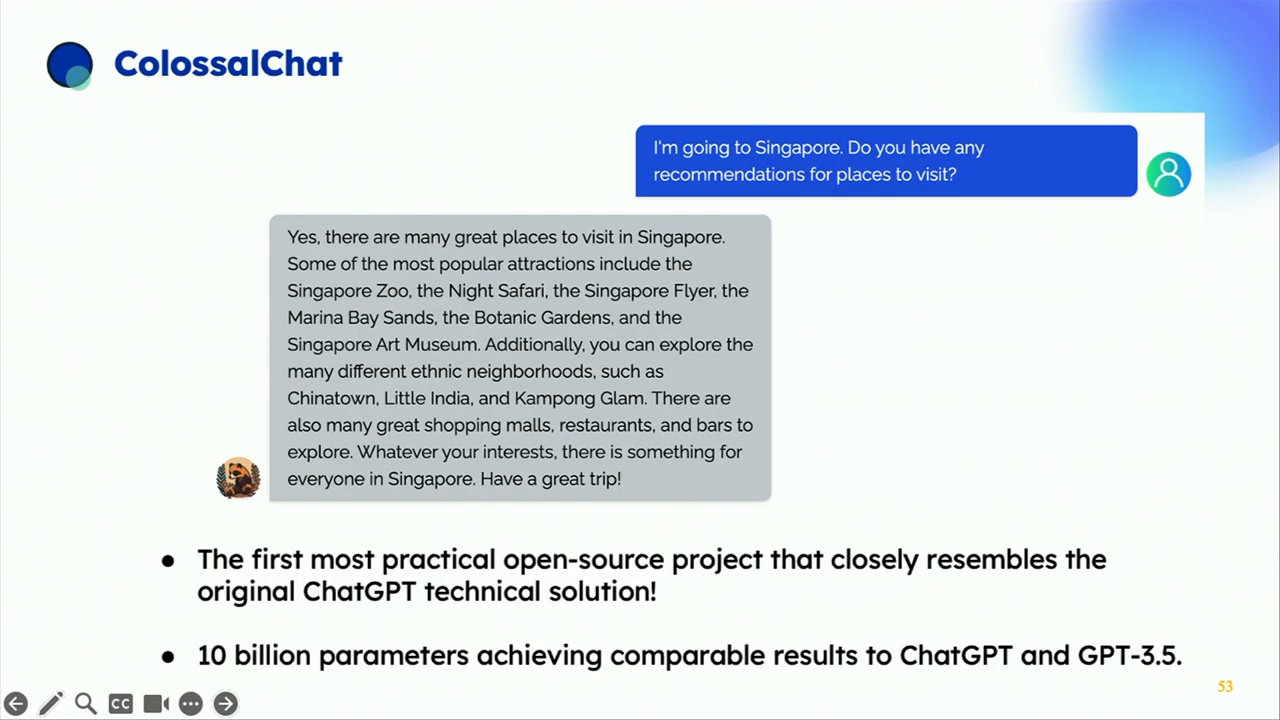 ColossalChat
I'm going to Singapore. Do you have any
recommendations for places to visit?
Yes, there are many great places to visit in Singapore.
Some of the most popular attractions include the
Singapore Zoo, the Night Safari, the Singapore Flyer, the
Marina Bay Sands, the Botanic Gardens, and the
Singapore Art Museum. Additionally, you can explore the
many different ethnic neighborhoods, such as
Chinatown, Little India, and Kampong Glam. There are
also many great shopping malls, restaurants, and bars to
explore. Whatever your interests, there is something for
everyone in Singapore. Have a great trip!
● The first most practical open-source project that closely resembles the
original ChatGPT technical solution!
● 10 billion parameters achieving comparable results to ChatGPT and GPT-3.5.
53
CC